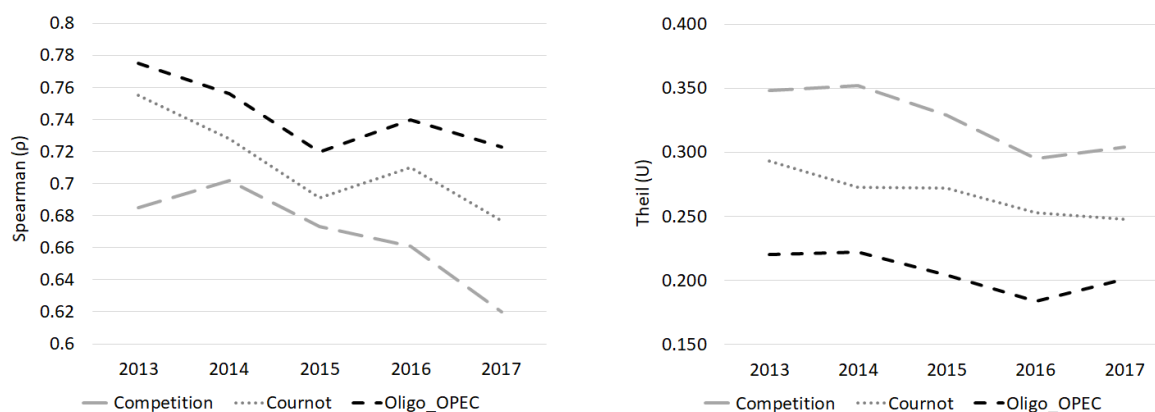 0.8
0.78
0.76
0.74
0.72
0.7
0.68
0.66
0.64
0.62
0.6
Spearman (ρ)
2013 2014 2015 2016 2017
Competition Cournot Oligo_OPEC
0.400
0.350
0.300
0.250
0.200
0.150
Theil (U)
2013 2014 2015 2016 2017
Competition Cournot Oligo_OPEC